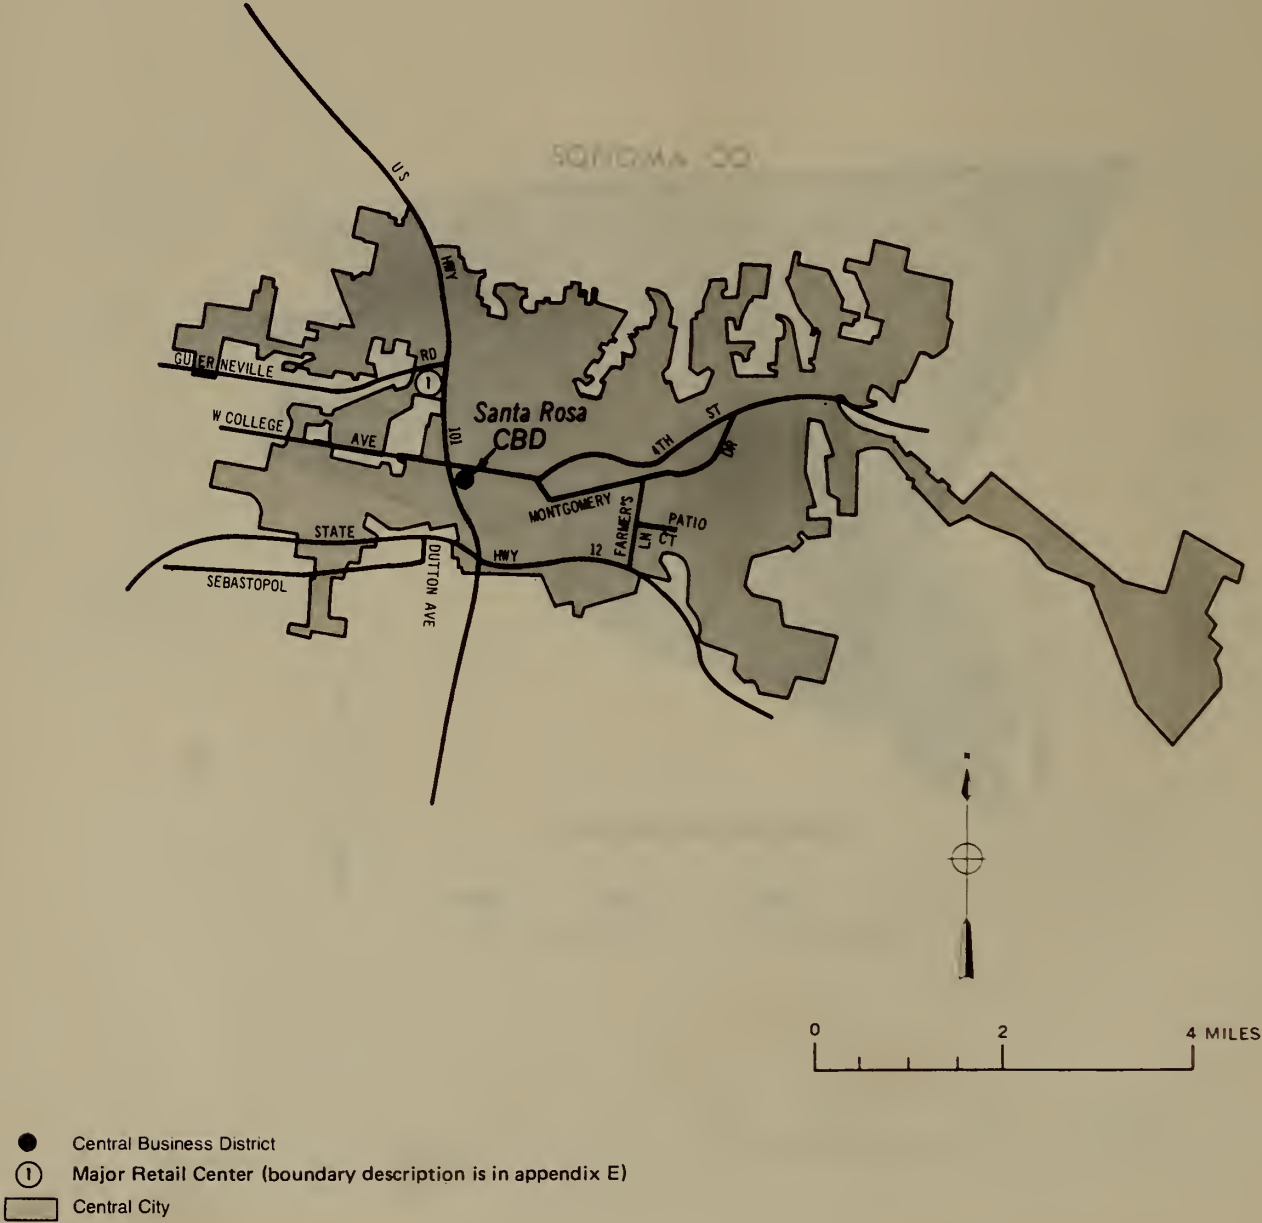 SONOMA CO
US
HWY
GUERNEVILLE
RD
1
W COLLEGE
AVE
101
Santa Rosa
CBD
4TH
ST
DR
MONTGOMERY
FARMER'S
LN
PATIO
CT
STATE
HWY
12
SEBASTOPOL
DUTTON AVE
0 2 4 MILES
Central Business District
1 Major Retail Center (boundary description is in appendix E)
Central City